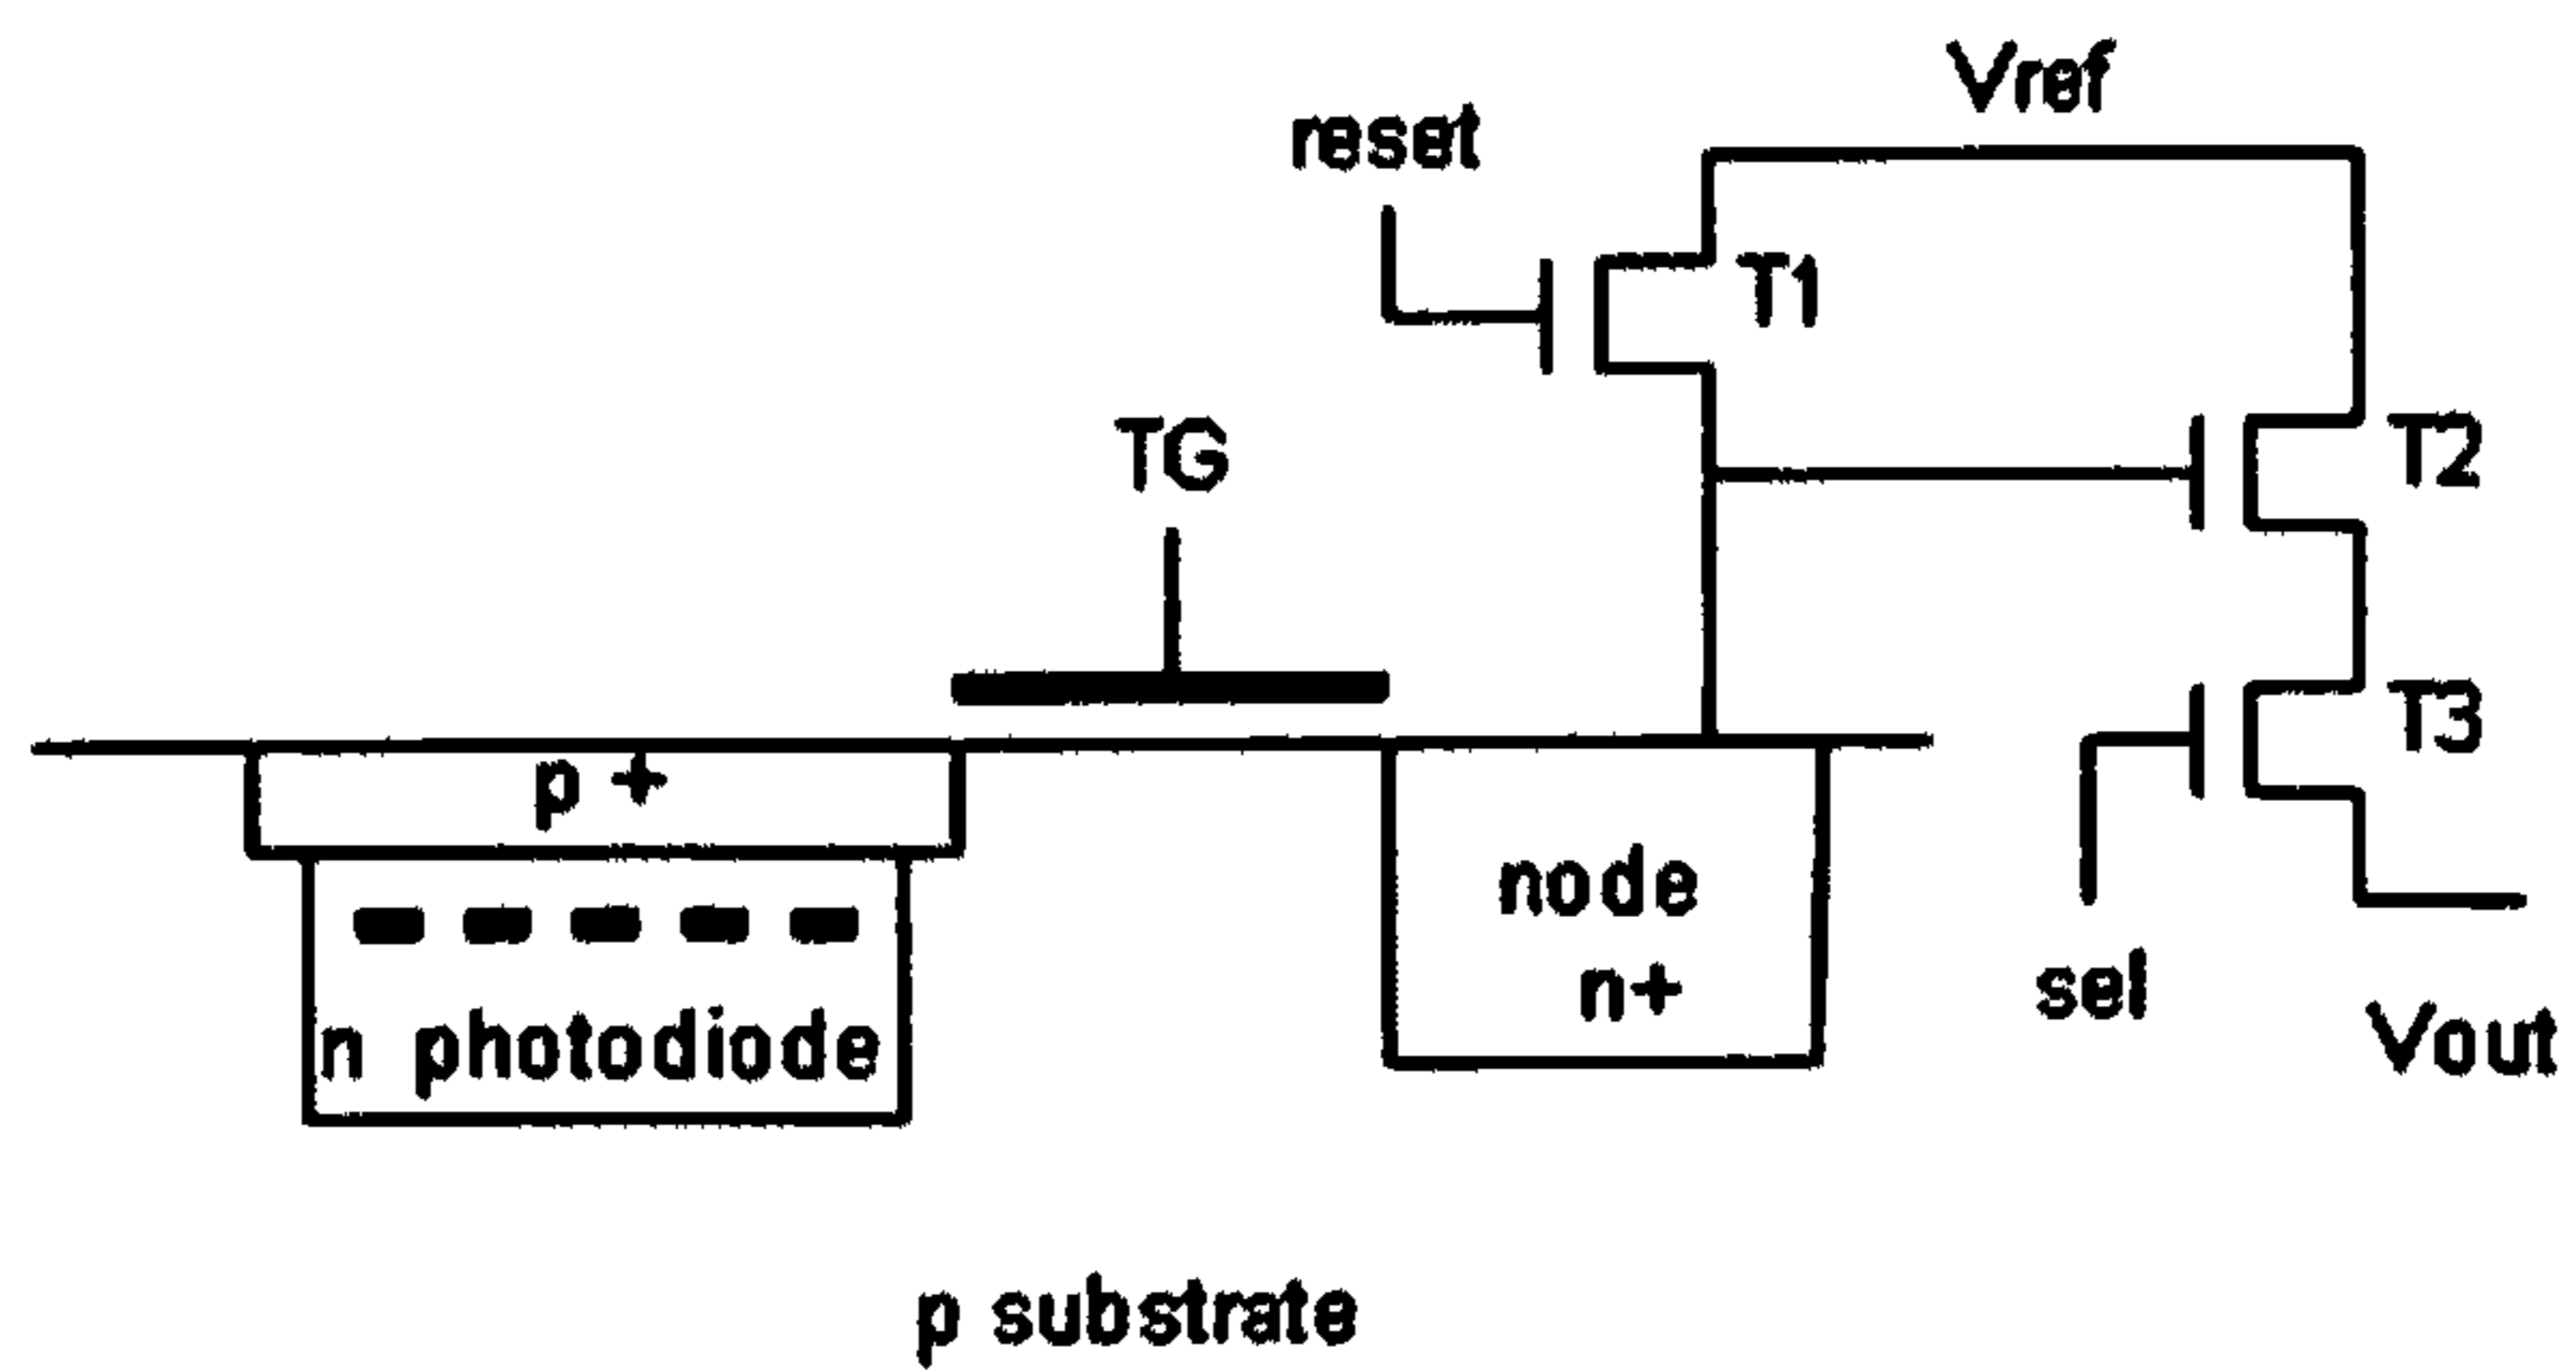 Vref
reset
T1
TG
T2
T3
p +
node
n+
sel
n photodiode
Vout
p substrate